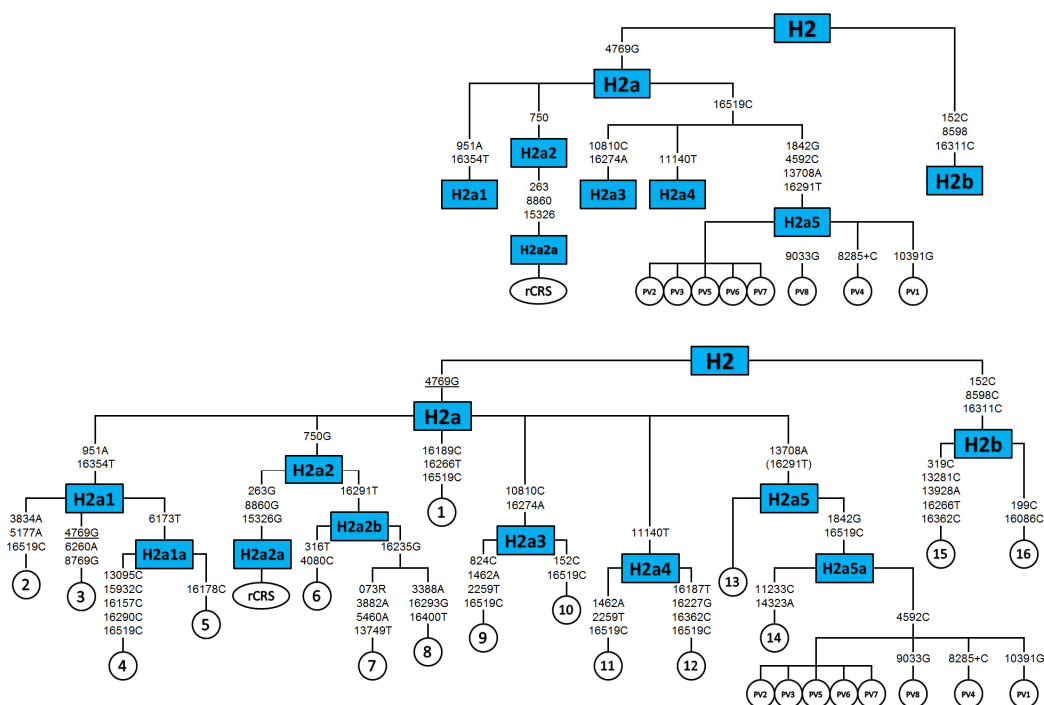 H2
4769G
H2a
16519C
152C
8598
16311C
H2b
951A
16354T
H2a1
750
H2a2
263
8860
15326
H2a2a
rCRS
10810C
16274A
H2a3
11140T
H2a4
1842G
4592C
13708A
16291T
H2a5
9033G
8285+C
10391G
PV2
PV3
PV5
PV6
PV7
PV8
PV4
PV1
H2
4769G
H2a
152C
8598C
16311C
H2b
951A
16354T
H2a1
3834A
5177A
16519C
2
4769G
6260A
8769G
3
6173T
H2a1a
13095C
15932C
16157C
16290C
16519C
4
16178C
5
750G
H2a2
263G
8860G
15326G
H2a2a
rCRS
16291T
H2a2b
316T
4080C
6
16235G
073R
3882A
5460A
13749T
7
3388A
16293G
16400T
8
16189C
16266T
16519C
1
10810C
16274A
H2a3
824C
1462A
2259T
16519C
9
152C
16519C
10
11140T
H2a4
1462A
2259T
16519C
11
16187T
16227G
16362C
16519C
12
13708A
(16291T)
H2a5
13
1842G
16519C
H2a5a
11233C
14323A
14
4592C
9033G
8285+C
10391G
PV2
PV3
PV5
PV6
PV7
PV8
PV4
PV1
319C
13281C
13928A
16266T
16362C
15
199C
16086C
16